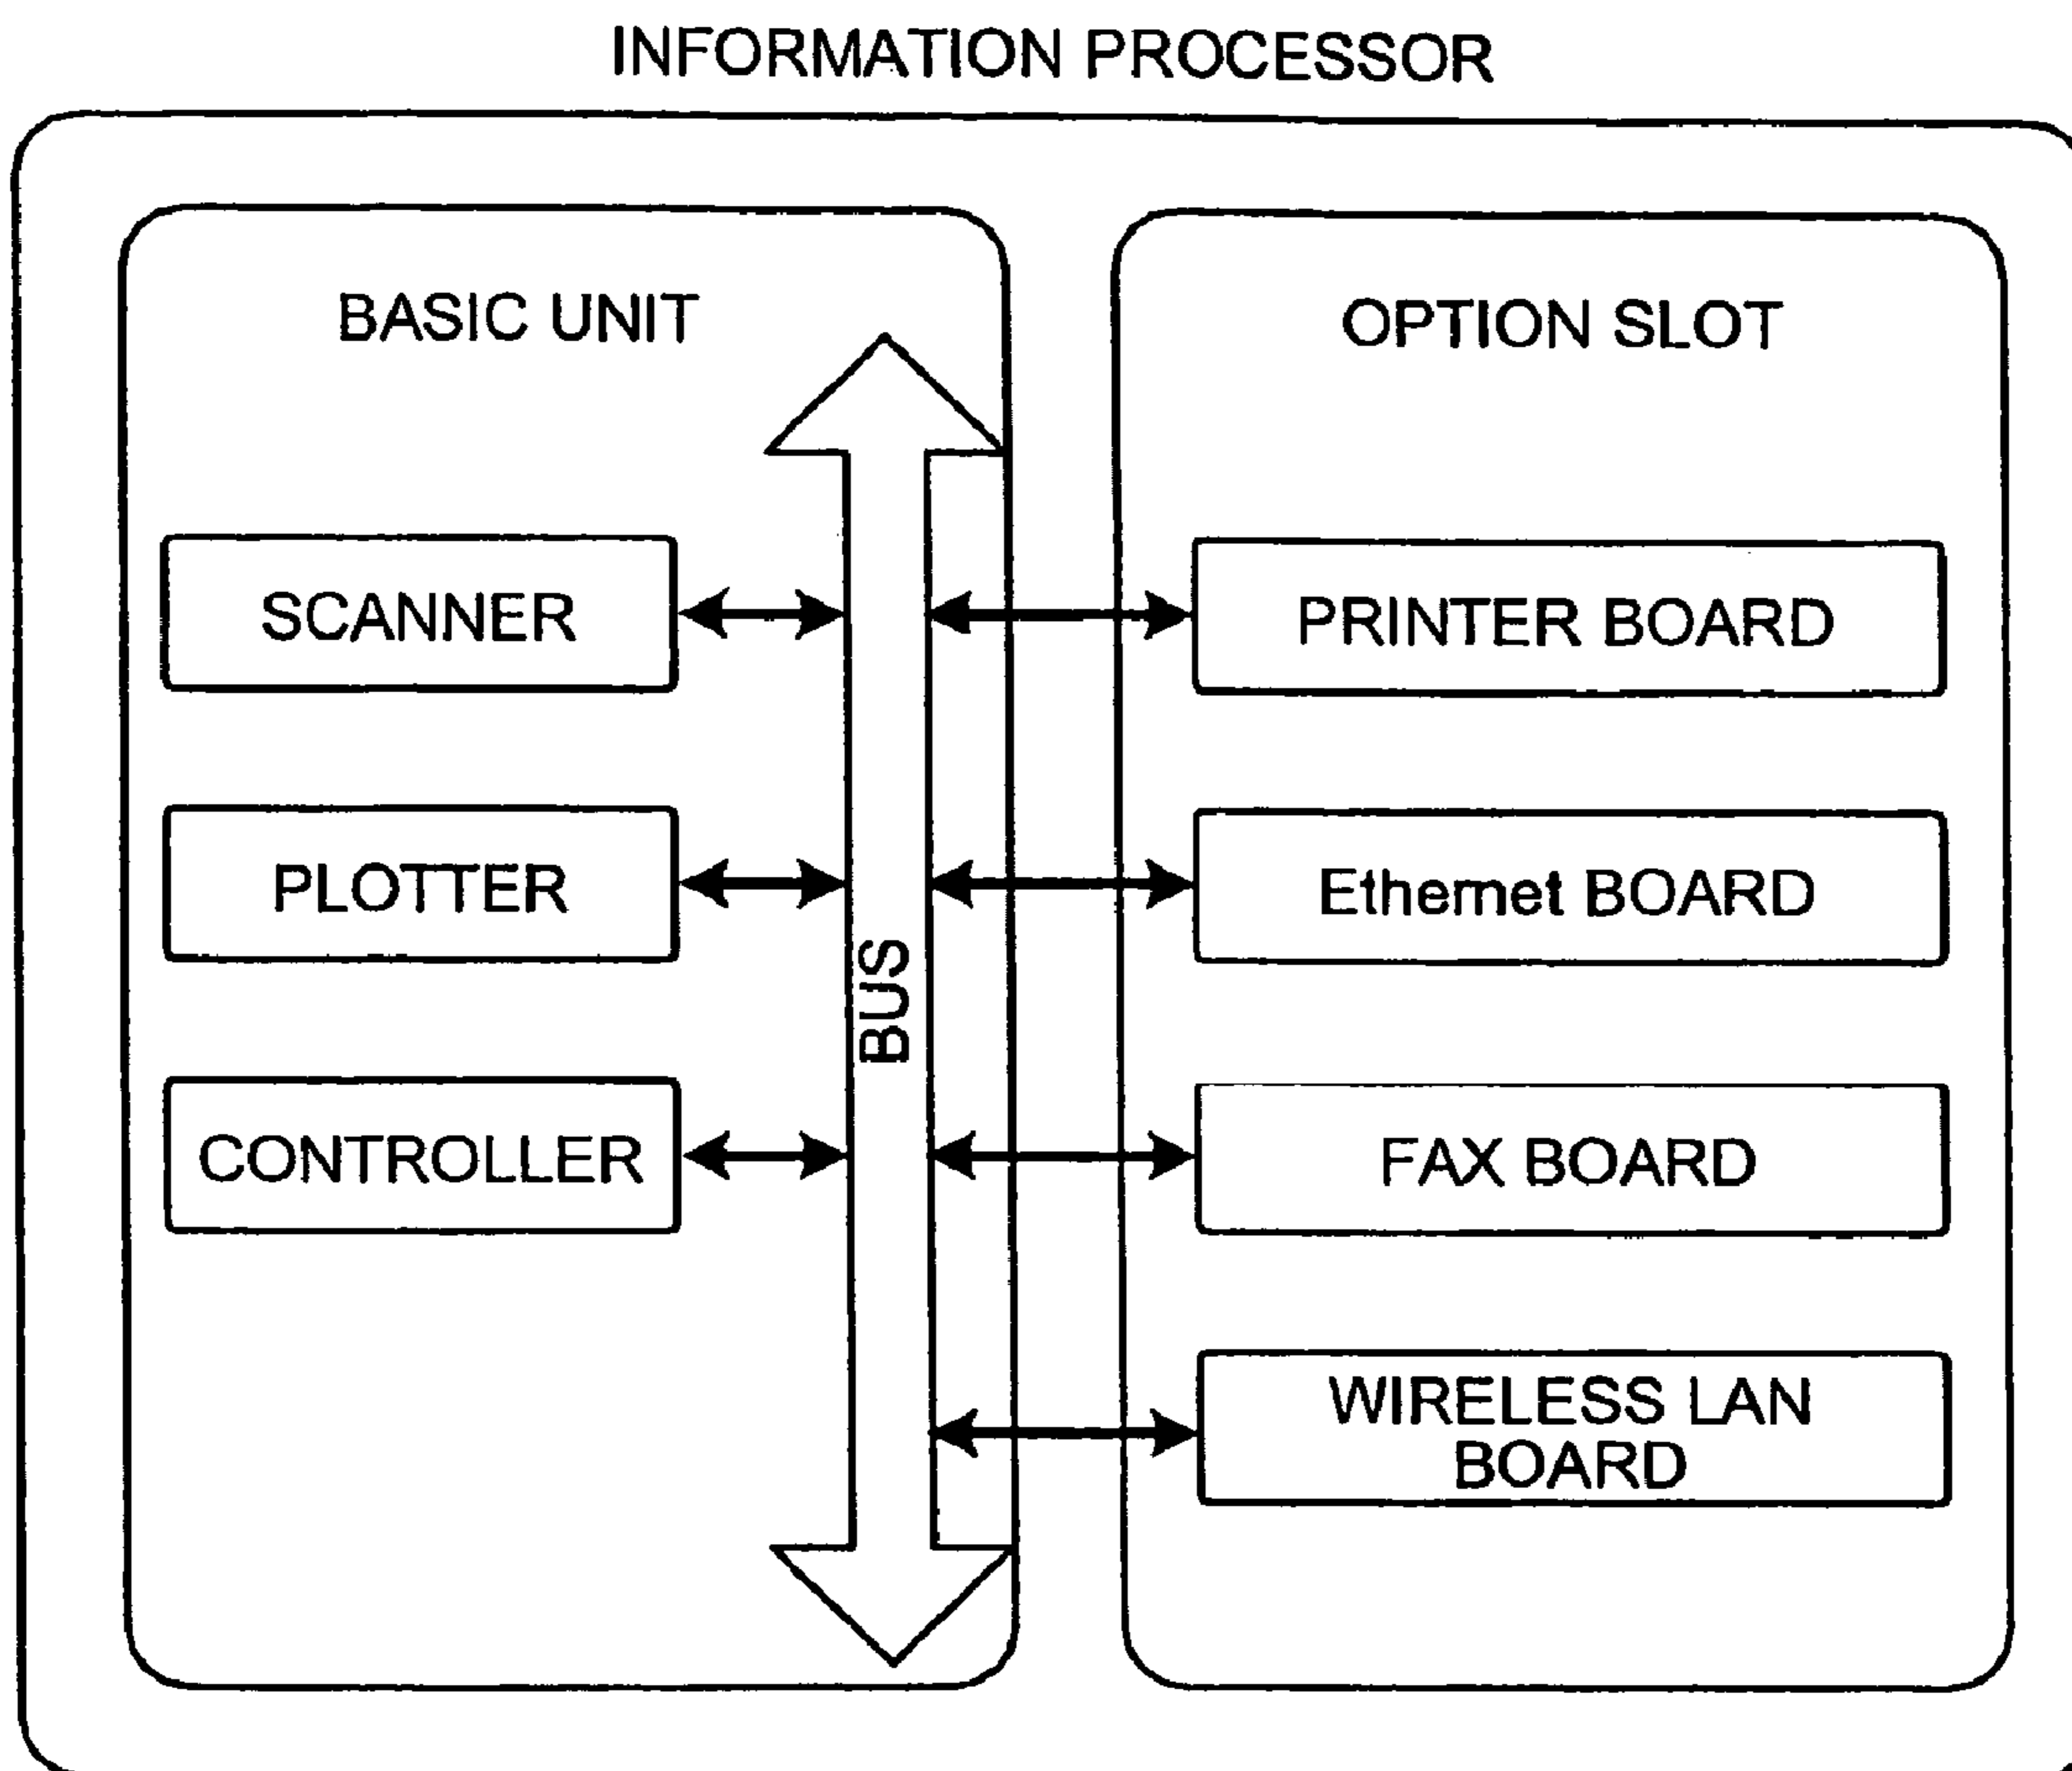 INFORMATION PROCESSOR
BASIC UNIT
SCANNER
PLOTTER
CONTROLLER
BUS
OPTION SLOT
PRINTER BOARD
Ethernet BOARD
FAX BOARD
WIRELESS LAN
BOARD